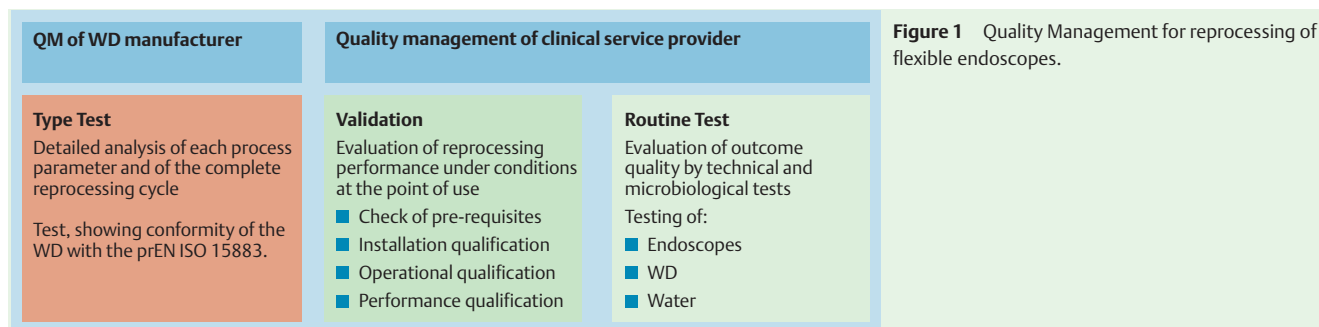 QM of WD manufacturer
Quality management of clinical service provider
Type Test
Detailed analysis of each process
parameter and of the complete
reprocessing cycle
Test, showing conformity of the
WD with the prEN ISO 15883.
Validation
Evaluation of reprocessing
performance under conditions
at the point of use
Check of pre-requisites
Installation qualification
Operational qualification
Performance qualification
Routine Test
Evaluation of outcome
quality by technical and
microbiological tests
Testing of:
Endoscopes
WD
Water
Figure 1 Quality Management for reprocessing of
flexible endoscopes.